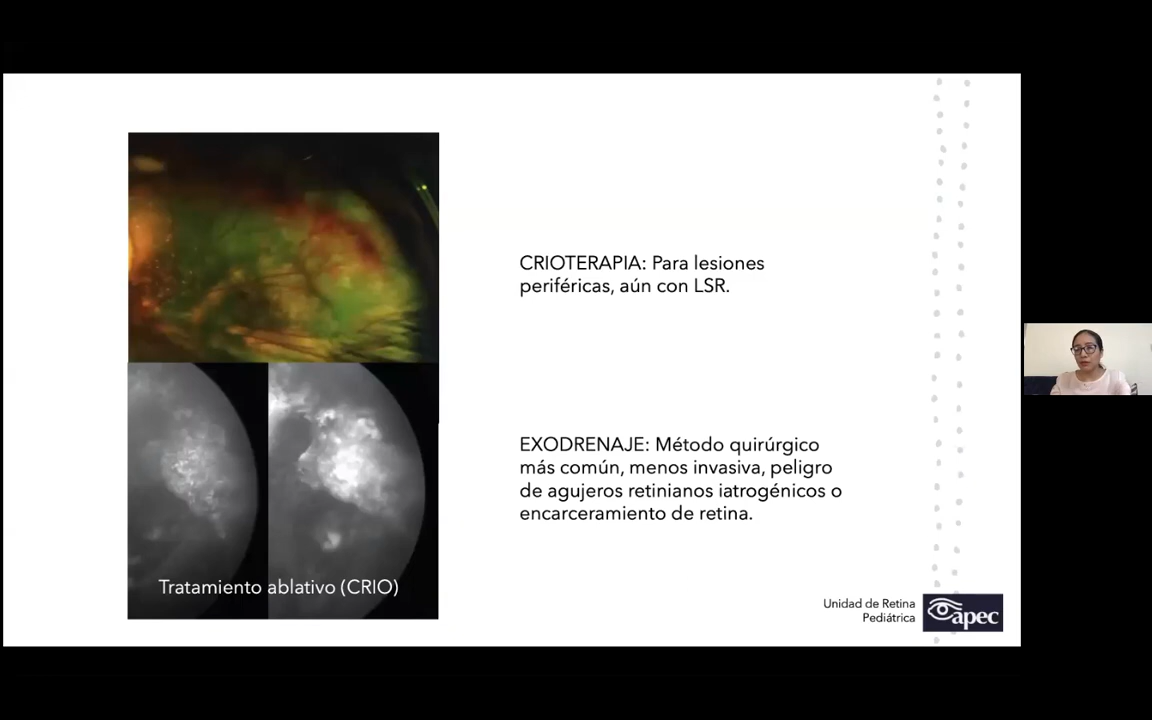 CRIOTERAPIA: Para lesiones
periféricas, aún con LSR.
EXODRENAJE: Método quirúrgico
más común, menos invasiva, peligro
de agujeros retinianos iatrogénicos o
encarceramiento de retina.
Tratamiento ablativo (CRIO)
Unidad de Retina
Pediátrica
apec